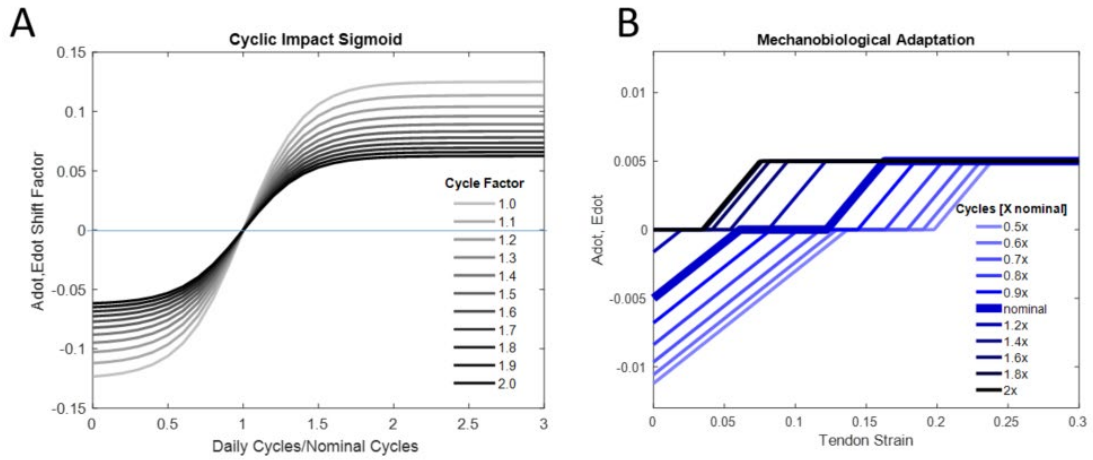 A
Cyclic Impact Sigmoid
0.15
0.1
0.05
0
-0.05
-0.1
-0.15
Adot,Edot Shift Factor
Cycle Factor
1.0
1.1
1.2
1.3
1.4
1.5
1.6
1.7
1.8
1.9
2.0
0 0.5 1 1.5 2 2.5 3
Daily Cycles/Nominal Cycles
B
Mechanobiological Adaptation
0.01
0.005
0
-0.005
-0.01
Adot, Edot
Cycles [X nominal]
0.5x
0.6x
0.7x
0.8x
0.9x
nominal
1.2x
1.4x
1.6x
1.8x
2x
0 0.05 0.1 0.15 0.2 0.25 0.3
Tendon Strain